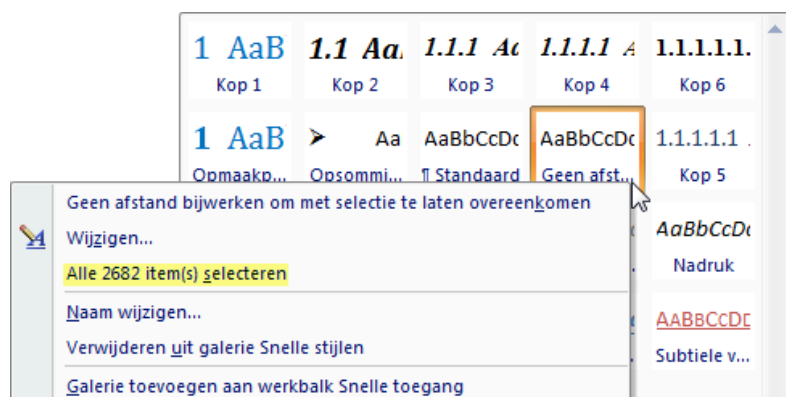 1 AaB 1.1 Aa 1.1.1 Aa 1.1.1.1 A 1.1.1.1.1.
Kop 1 Kop 2 Kop 3 Kop 4 Kop 6
1 AaB ➤ Aa AaBbCcDc AaBbCcDc 1.1.1.1.1 .
Opmaakp... Opsommi... ¶ Standaard Geen afst... Kop 5
Geen afstand bijwerken om met selectie te laten overeenkomen
Wijzigen...
AaBbCcDc
Alle 2682 item(s) selecteren
Nadruk
Naam wijzigen...
AABBCCDD
Verwijderen uit galerie Snelle stijlen
Subtiele v...
Galerie toevoegen aan werkbalk Snelle toegang